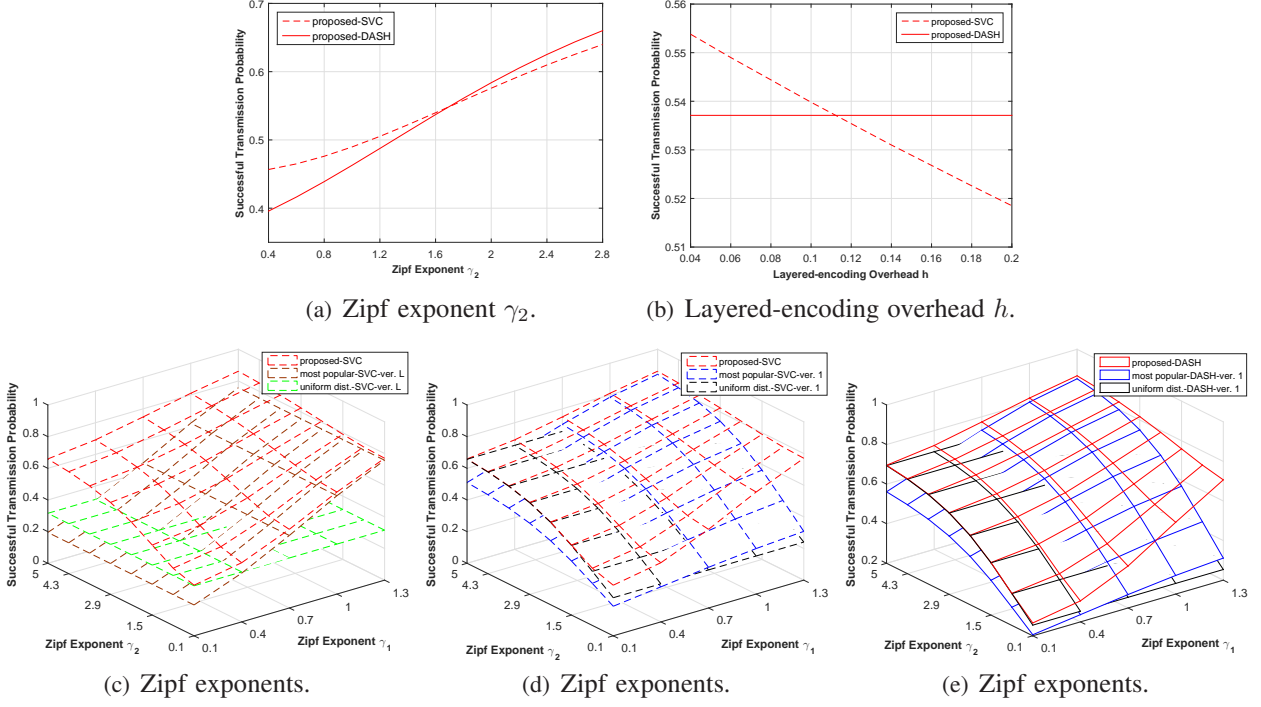 0.7
0.6
0.5
0.4
Successful Transmission Probability
proposed-SVC
proposed-DASH
0.4 0.8 1.2 1.6 2 2.4 2.8
Zipf Exponent γ2
(a) Zipf exponent γ2.
0.56
0.55
0.54
0.53
0.52
0.51
Successful Transmission Probability
proposed-SVC
proposed-DASH
0.04 0.06 0.08 0.1 0.12 0.14 0.16 0.18 0.2
Layered-encoding Overhead h
(b) Layered-encoding overhead h.
proposed-SVC
most popular-SVC-ver. L
uniform dist.-SVC-ver. L
Successful Transmission Probability
1
0.8
0.6
0.4
0.2
0
5
4.3
2.9
1.5
0.1
0.1
0.4
0.7
1
1.3
Zipf Exponent γ2
Zipf Exponent γ1
(c) Zipf exponents.
proposed-SVC
most popular-SVC-ver. 1
uniform dist.-SVC-ver. 1
Successful Transmission Probability
1
0.8
0.6
0.4
0.2
0
5
4.3
2.9
1.5
0.1
0.1
0.4
0.7
1
1.3
Zipf Exponent γ2
Zipf Exponent γ1
(d) Zipf exponents.
proposed-DASH
most popular-DASH-ver. 1
uniform dist.-DASH-ver. 1
Successful Transmission Probability
1
0.8
0.6
0.4
0.2
5
4.3
2.9
1.5
0.1
0.1
0.4
0.7
1
1.3
Zipf Exponent γ2
Zipf Exponent γ1
(e) Zipf exponents.